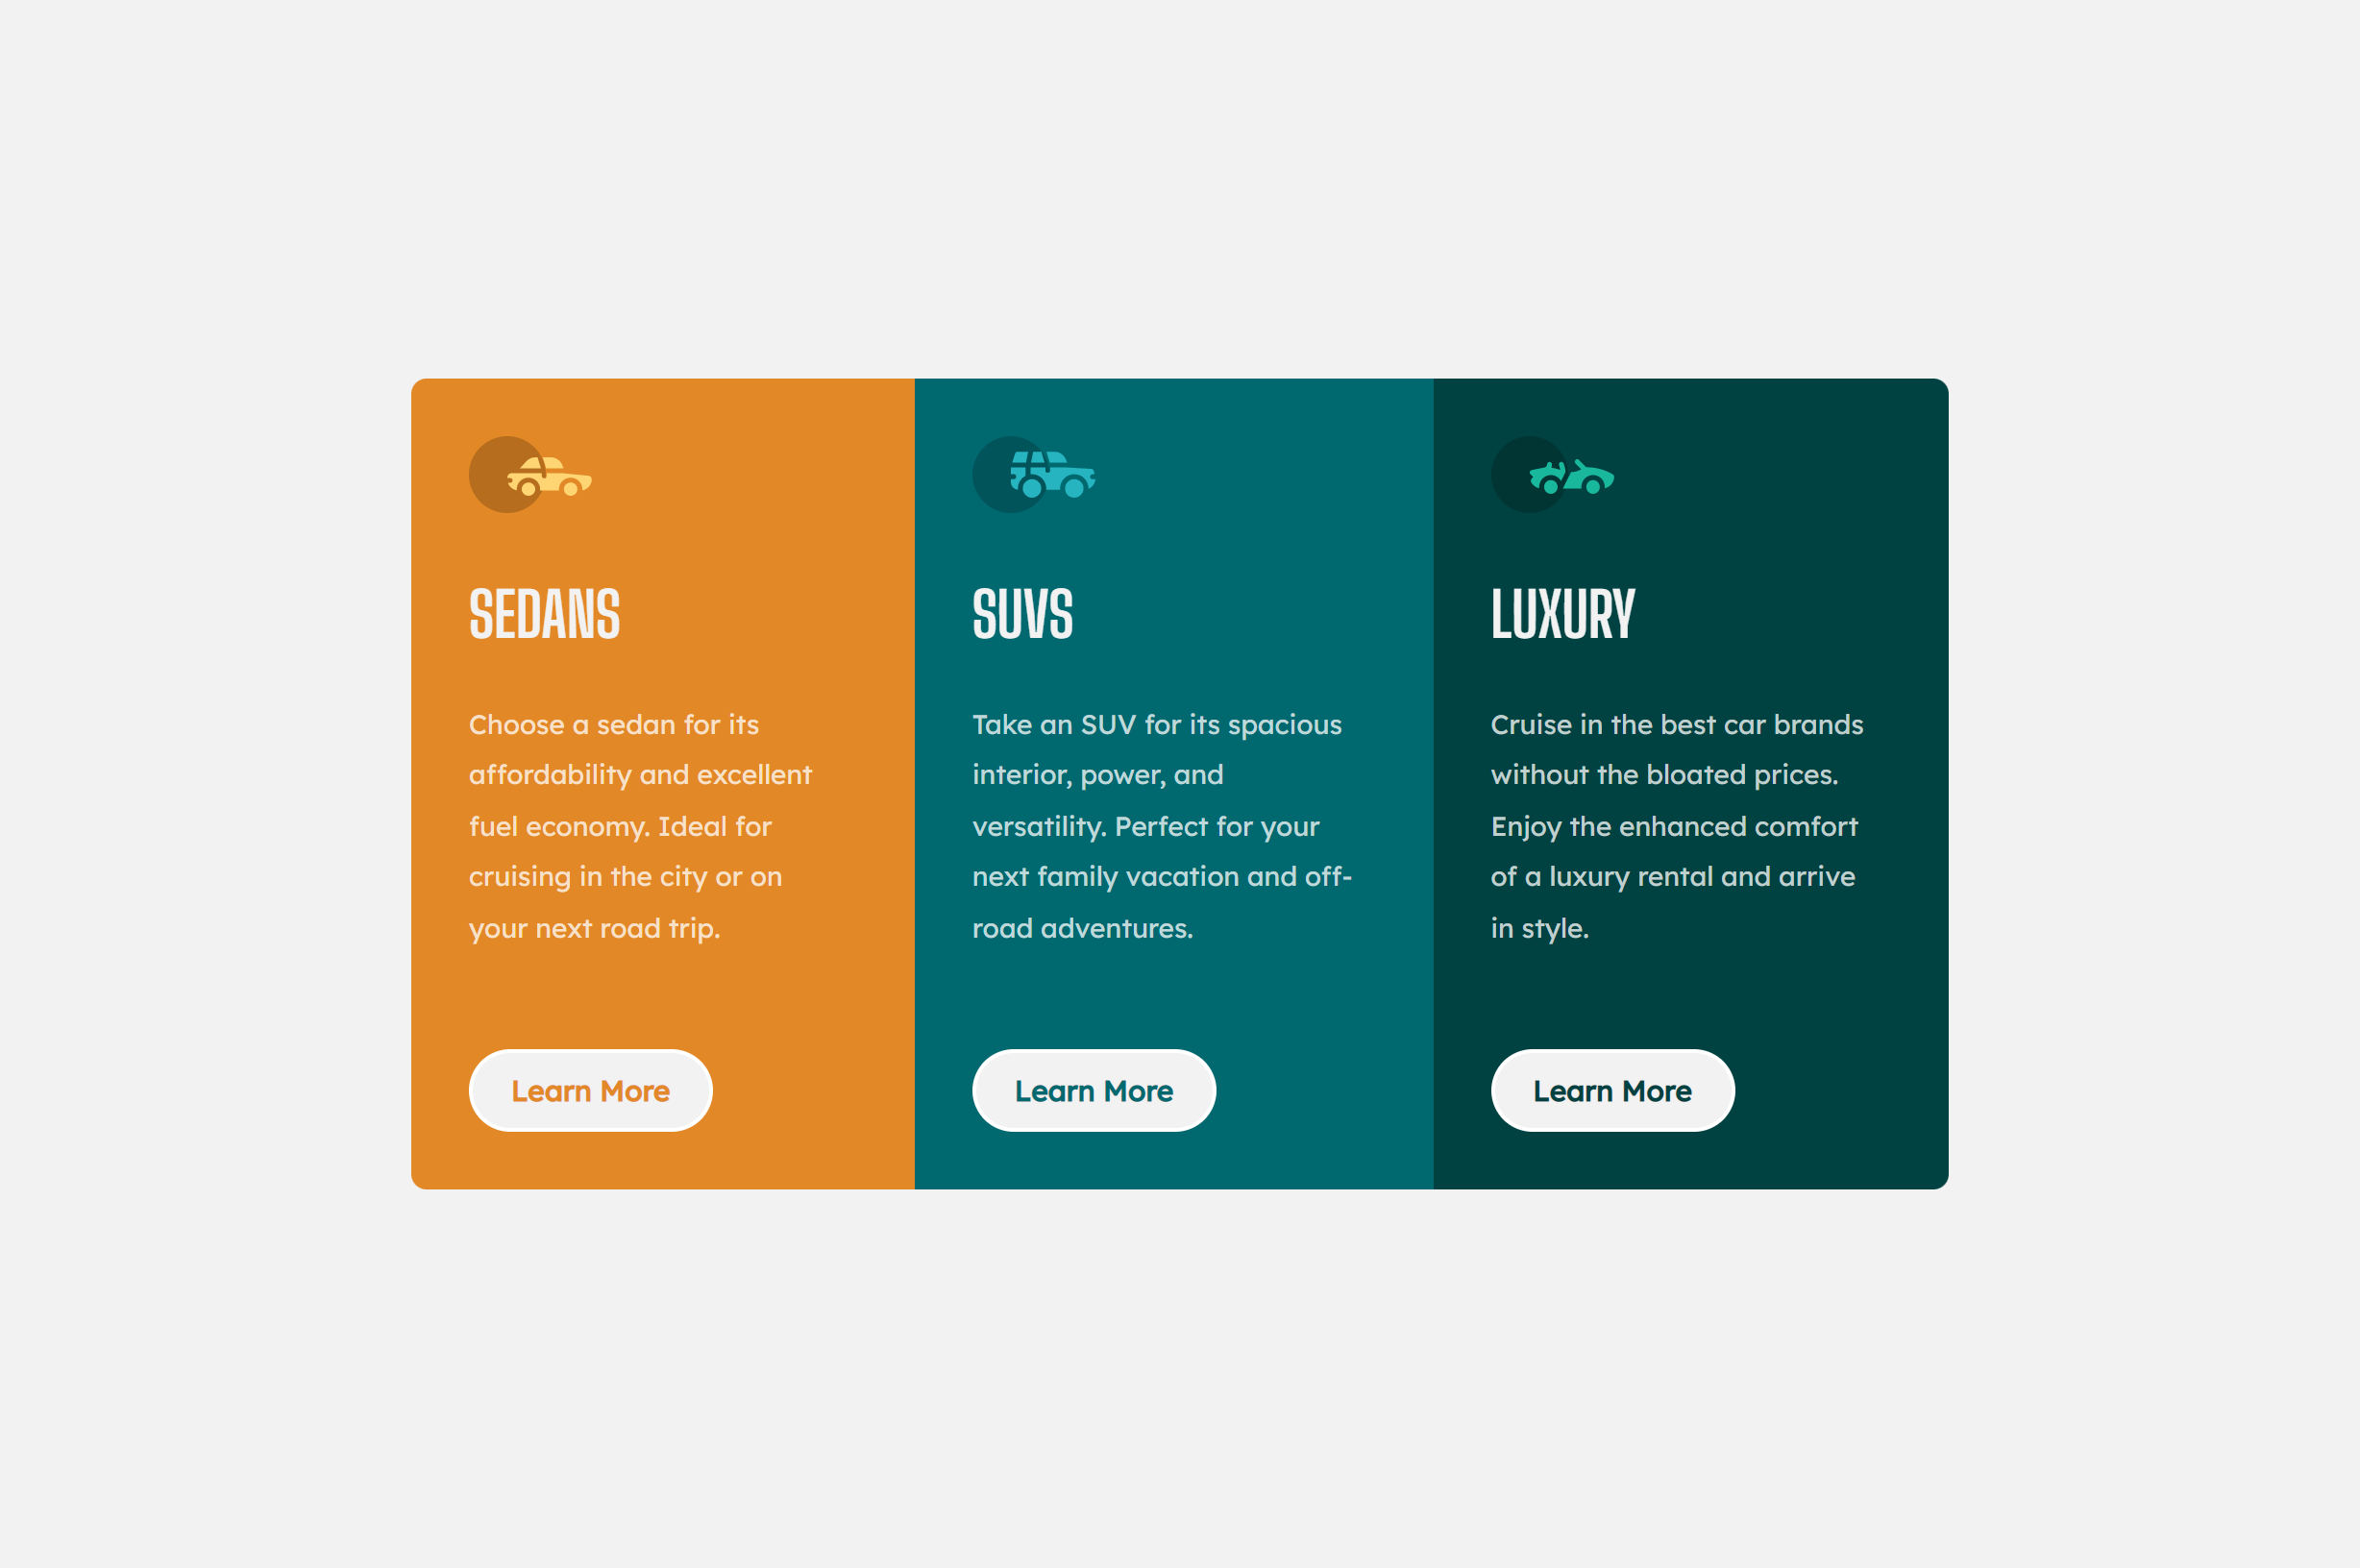 SEDANS
Choose a sedan for its
affordability and excellent
fuel economy. Ideal for
cruising in the city or on
your next road trip.
Learn More
SUVS
Take an SUV for its spacious
interior, power, and
versatility. Perfect for your
next family vacation and off-
road adventures.
Learn More
LUXURY
Cruise in the best car brands
without the bloated prices.
Enjoy the enhanced comfort
of a luxury rental and arrive
in style.
Learn More